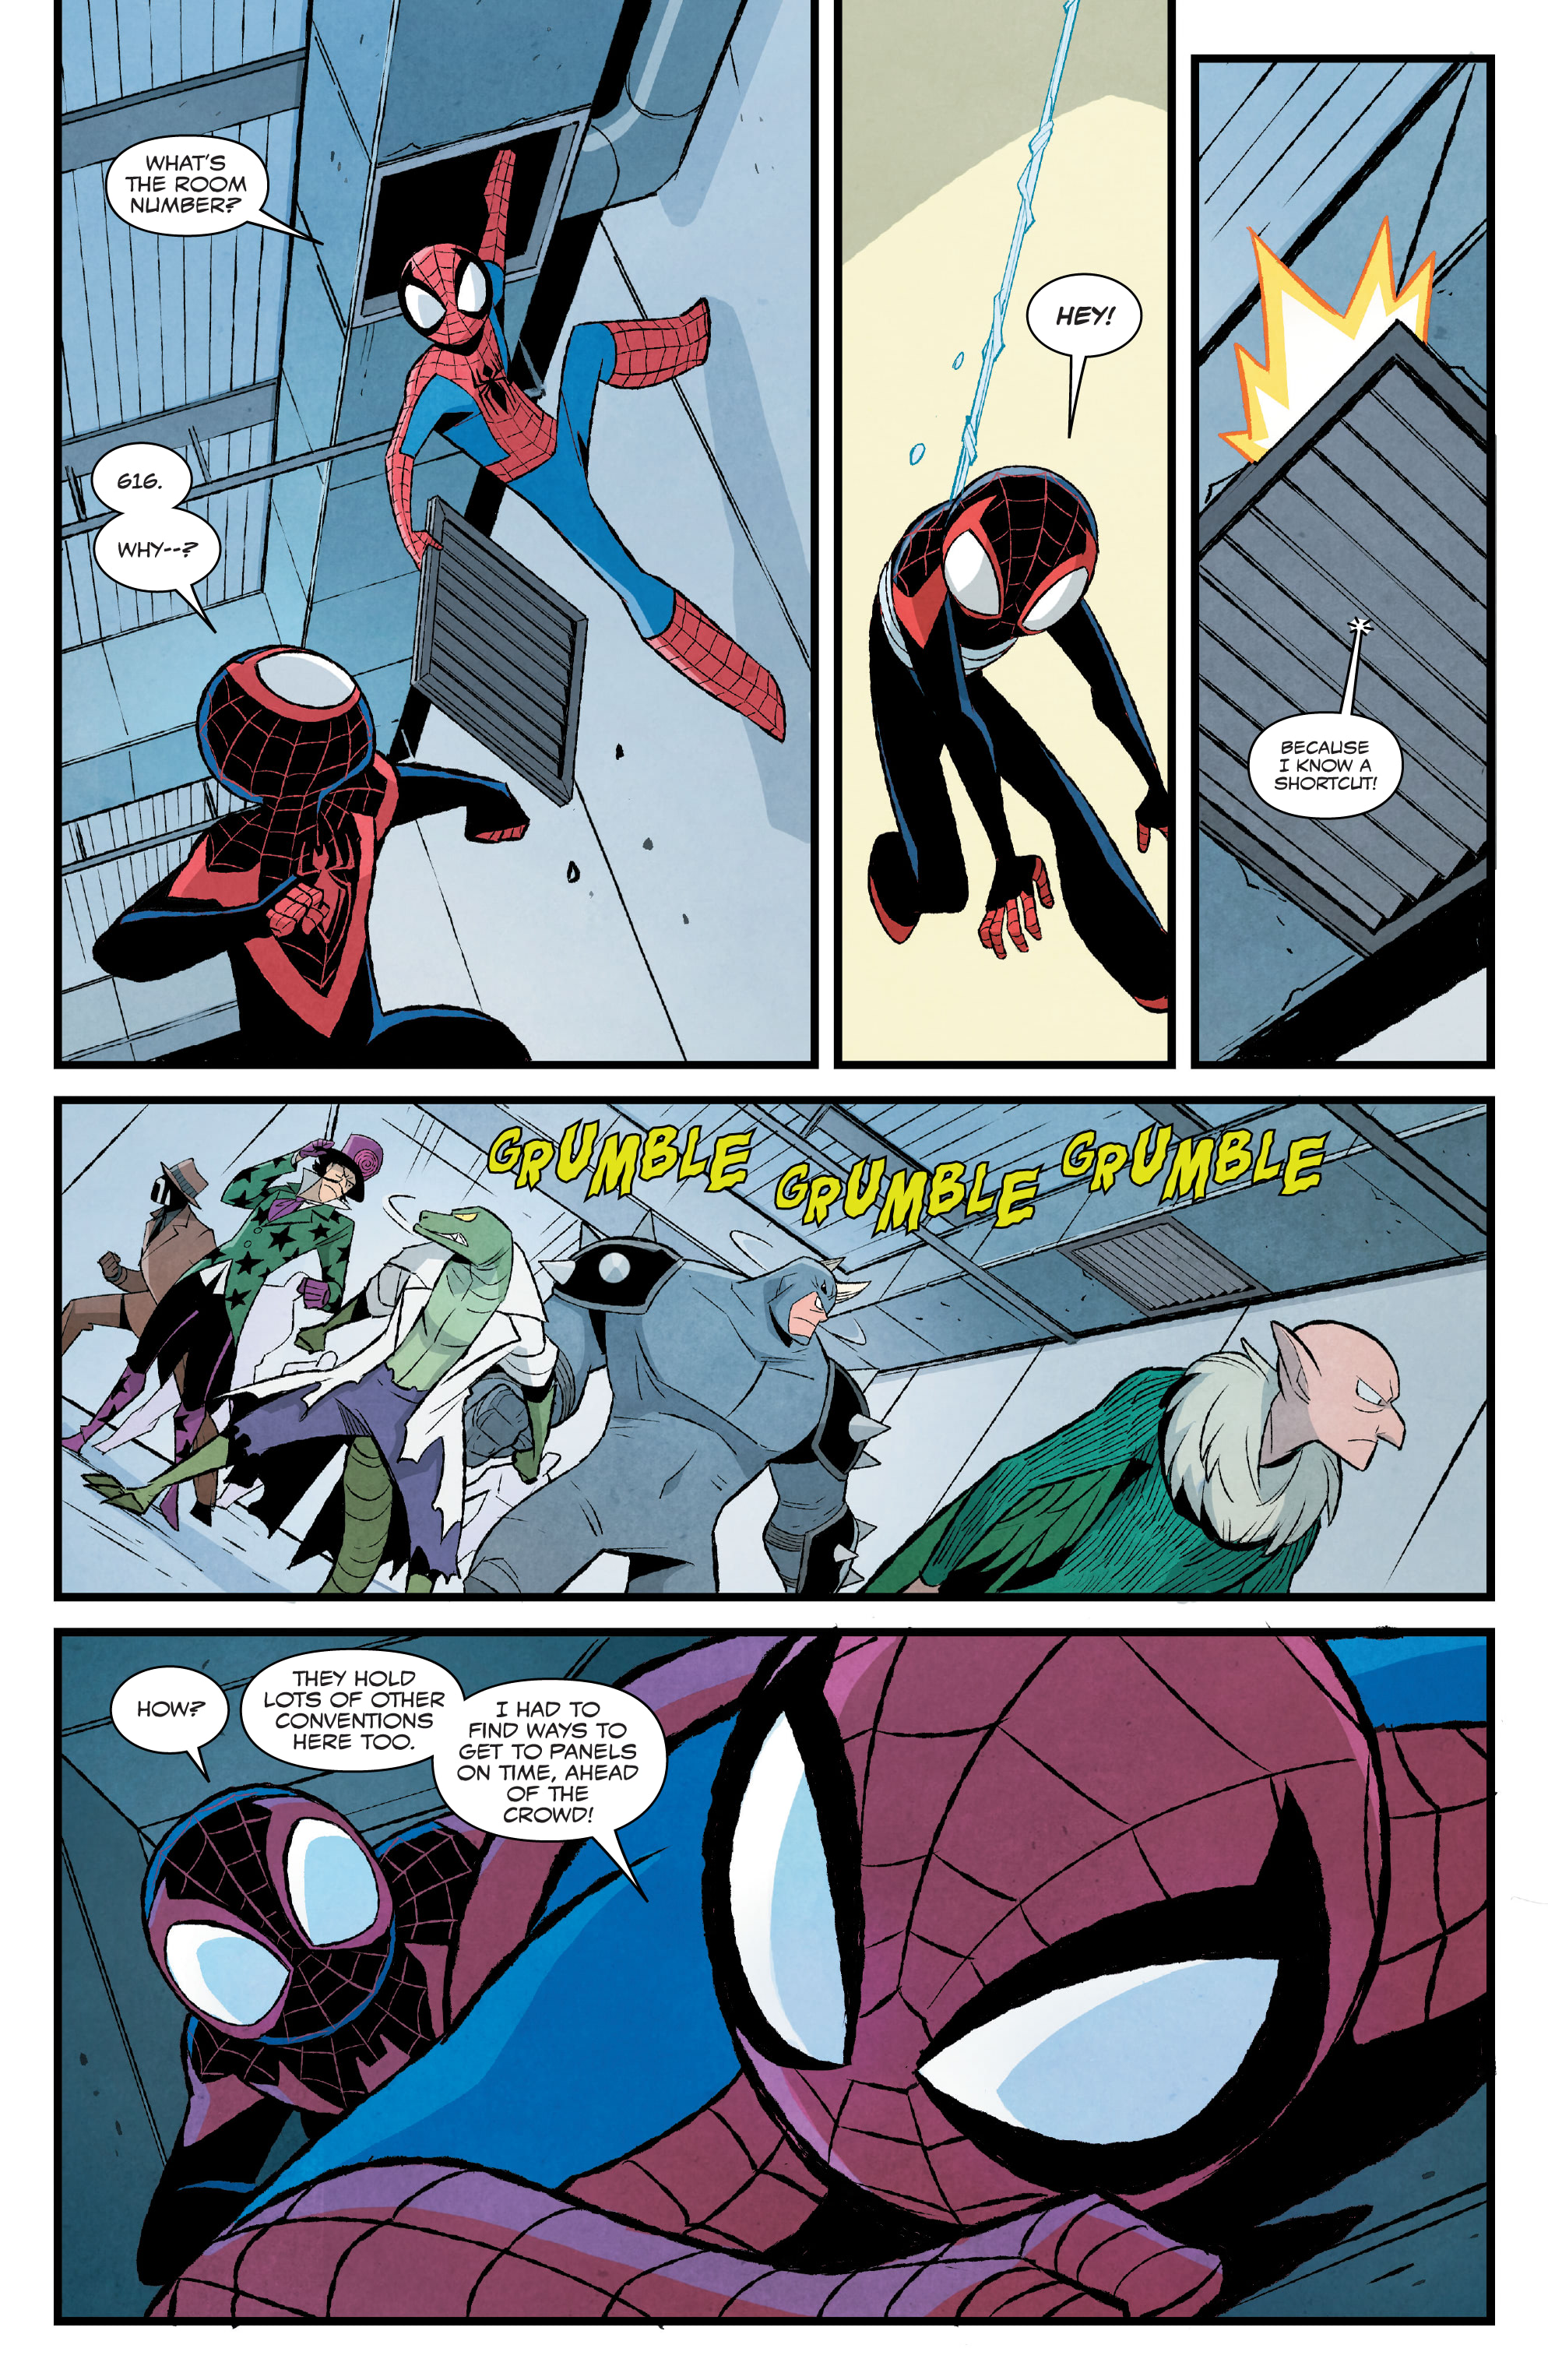 WHAT'S
THE ROOM
NUMBER?
616.
WHY--?
HEY!
BECAUSE
I KNOW A
SHORTCUT!
GRUMBLE
GRUMBLE
GRUMBLE
HOW?
THEY HOLD
LOTS OF OTHER
CONVENTIONS
HERE TOO.
I HAD TO
FIND WAYS TO
GET TO PANELS
ON TIME, AHEAD
OF THE
CROWD!